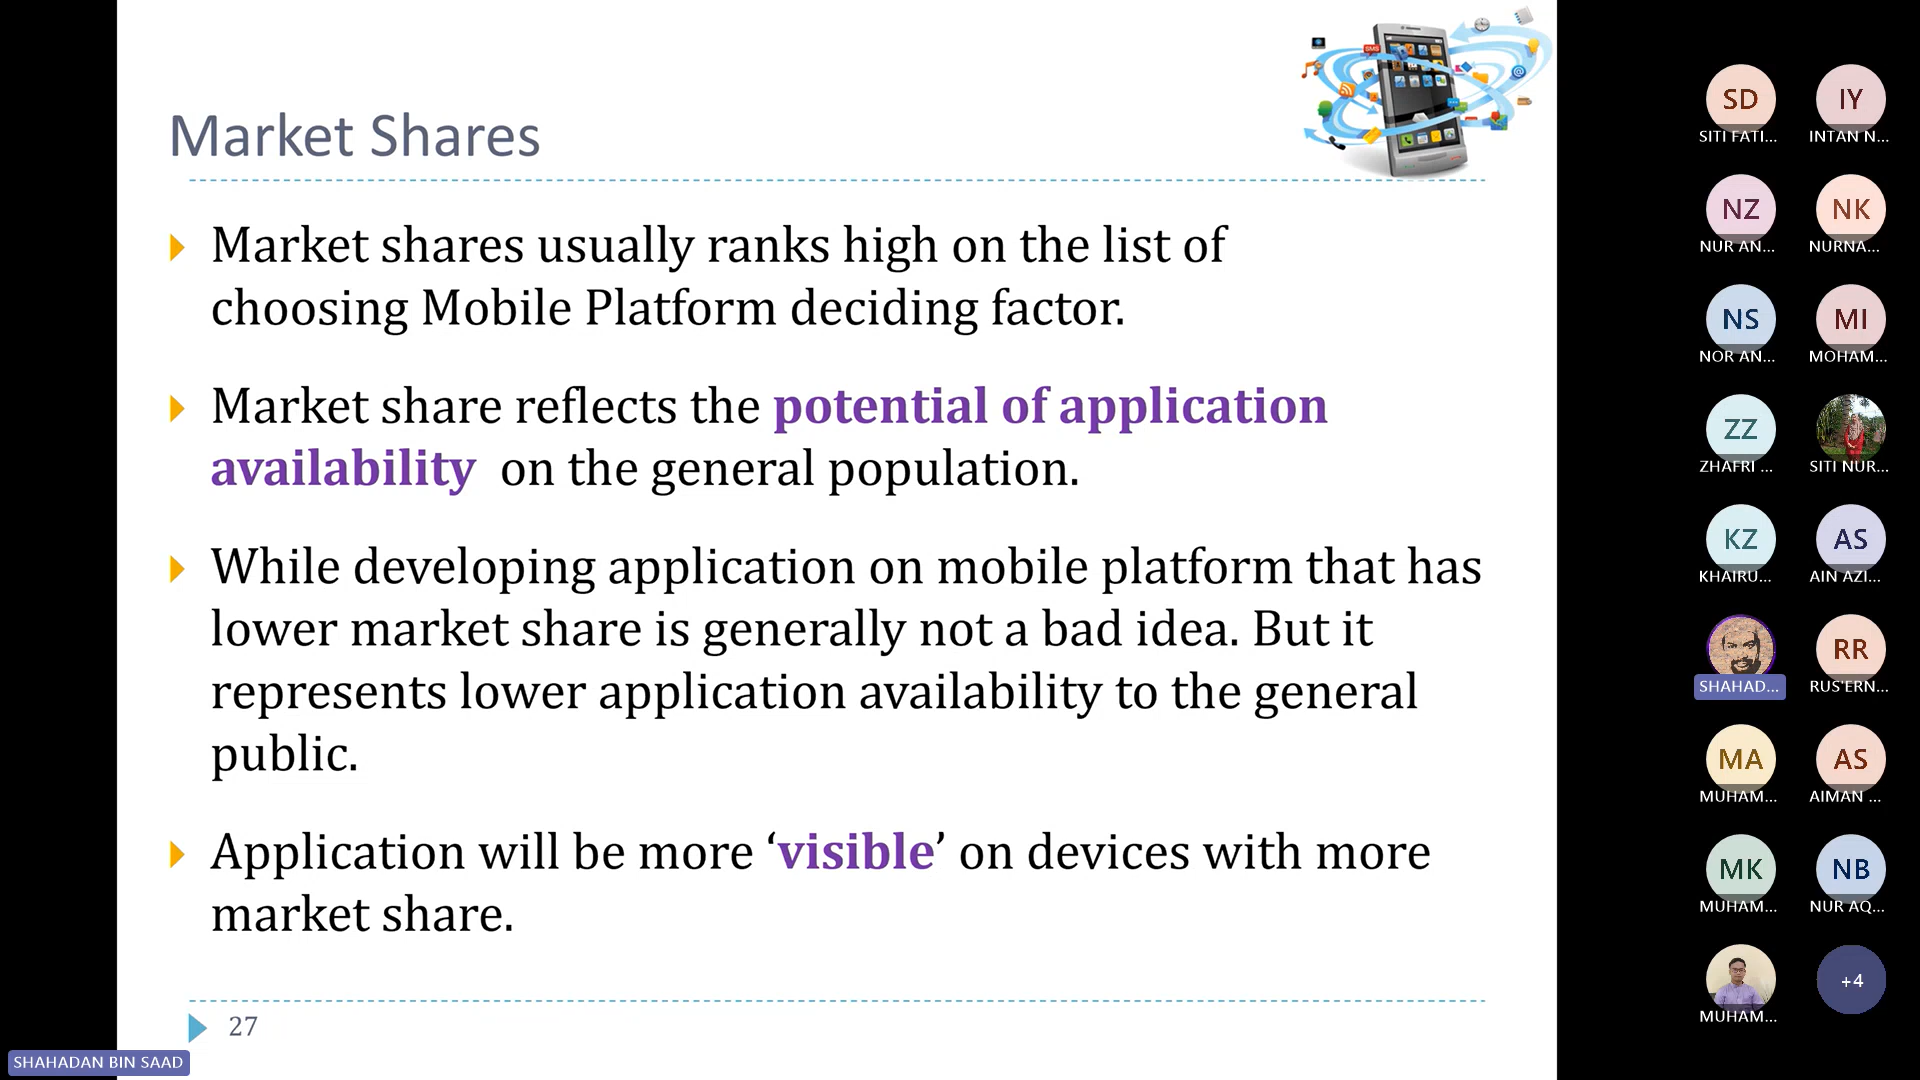 Market Shares
Market shares usually ranks high on the list of
choosing Mobile Platform deciding factor.
Market share reflects the potential of application
availability on the general population.
While developing application on mobile platform that has
lower market share is generally not a bad idea. But it
represents lower application availability to the general
public.
Application will be more ‘visible’ on devices with more
market share.
27
SHAHADAN BIN SAAD
SD
SITI FATI...
IY
INTAN N...
NZ
NUR AN...
NK
NURNA...
NS
NOR AN...
MI
MOHAM...
ZZ
ZHAFRI ...
SITI NUR...
KZ
KHAIRU...
AS
AIN AZI...
SHAHAD...
RR
RUS'ERN...
MA
MUHAM...
AS
AIMAN ...
MK
MUHAM...
NB
NUR AQ...
MUHAM...
+4
SMS